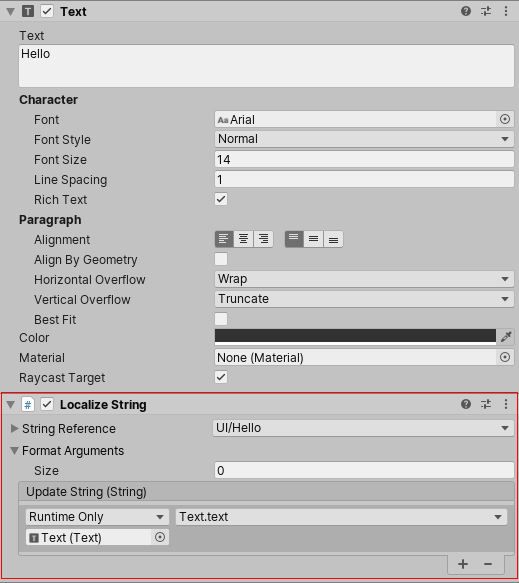 Text
Text
Hello
Character
Font Aa Arial
Font Style Normal
Font Size 14
Line Spacing 1
Rich Text
Paragraph
Alignment
Align By Geometry
Horizontal Overflow Wrap
Vertical Overflow Truncate
Best Fit
Color
Material None (Material)
Raycast Target
# Localize String
String Reference UI/Hello
Format Arguments
Size 0
Update String (String)
Runtime Only Text.text
Text (Text)